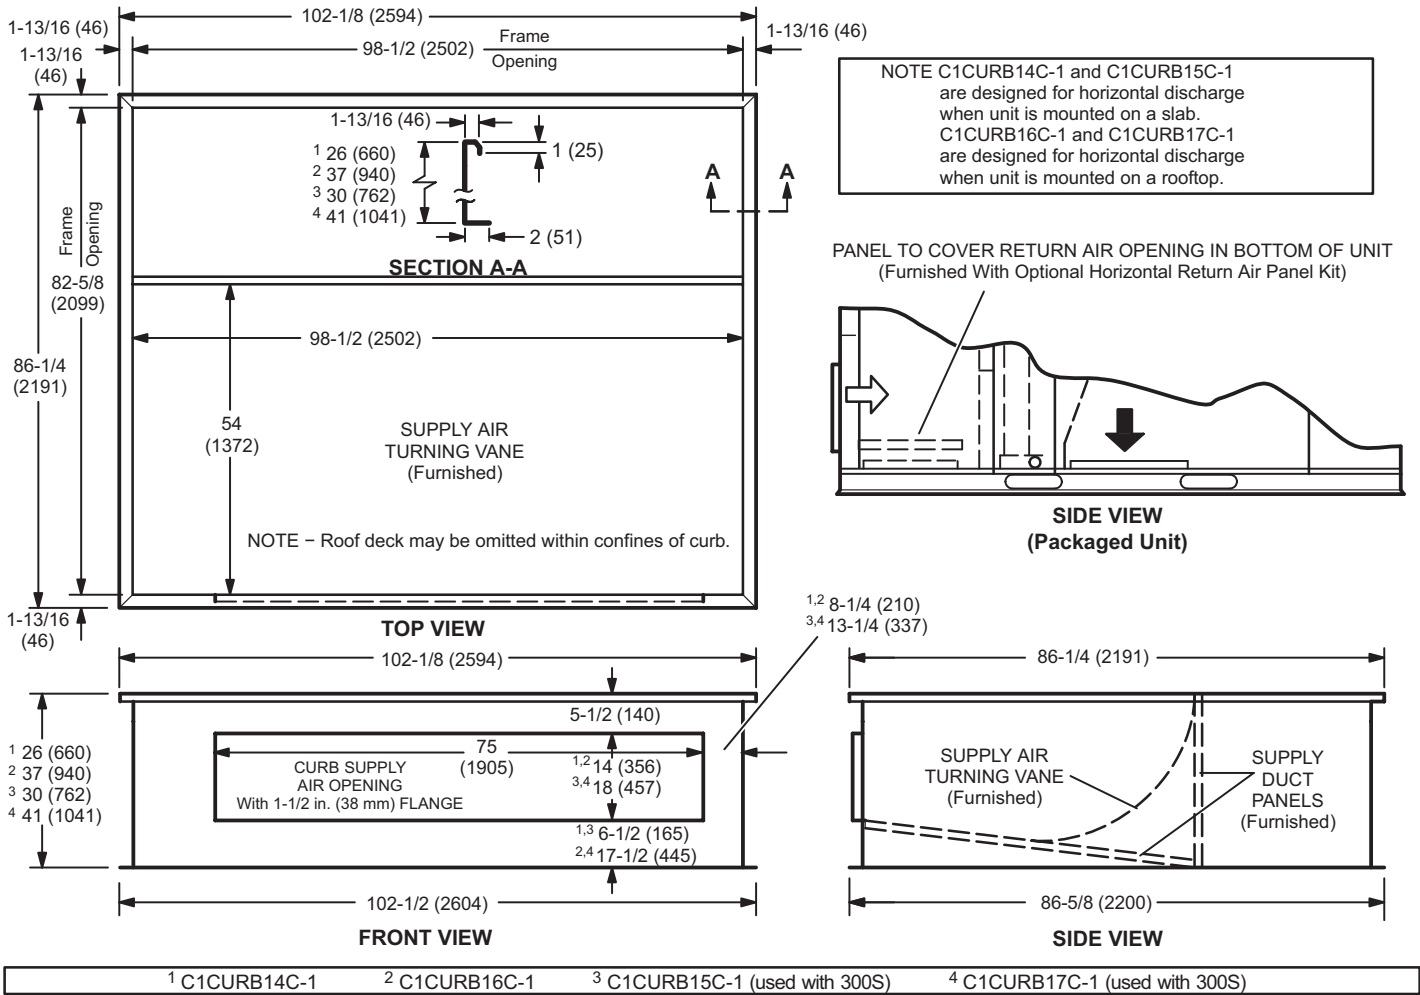 102-1/8 (2594)
1-13/16 (46)
98-1/2 (2502)
Frame
Opening
1-13/16 (46)
1-13/16
(46)
NOTE C1CURB14C-1 and C1CURB15C-1
are designed for horizontal discharge
when unit is mounted on a slab.
C1CURB16C-1 and C1CURB17C-1
are designed for horizontal discharge
when unit is mounted on a rooftop.
1-13/16 (46)
1 (25)
1 26 (660)
2 37 (940)
3 30 (762)
4 41 (1041)
2 (51)
SECTION A-A
A
A
Frame
Opening
82-5/8
(2099)
86-1/4
(2191)
98-1/2 (2502)
54
(1372)
SUPPLY AIR
TURNING VANE
(Furnished)
NOTE − Roof deck may be omitted within confines of curb.
1-13/16
(46)
TOP VIEW
PANEL TO COVER RETURN AIR OPENING IN BOTTOM OF UNIT
(Furnished With Optional Horizontal Return Air Panel Kit)
SIDE VIEW
(Packaged Unit)
1,2 8-1/4 (210)
3,4 13-1/4 (337)
102-1/8 (2594)
5-1/2 (140)
1 26 (660)
2 37 (940)
3 30 (762)
4 41 (1041)
75
(1905)
CURB SUPPLY
AIR OPENING
With 1-1/2 in. (38 mm) FLANGE
1,2 14 (356)
3,4 18 (457)
1,3 6-1/2 (165)
2,4 17-1/2 (445)
102-1/2 (2604)
FRONT VIEW
86-1/4 (2191)
SUPPLY AIR
TURNING VANE
(Furnished)
SUPPLY
DUCT
PANELS
(Furnished)
86-5/8 (2200)
SIDE VIEW
1 C1CURB14C-1 2 C1CURB16C-1 3 C1CURB15C-1 (used with 300S) 4 C1CURB17C-1 (used with 300S)